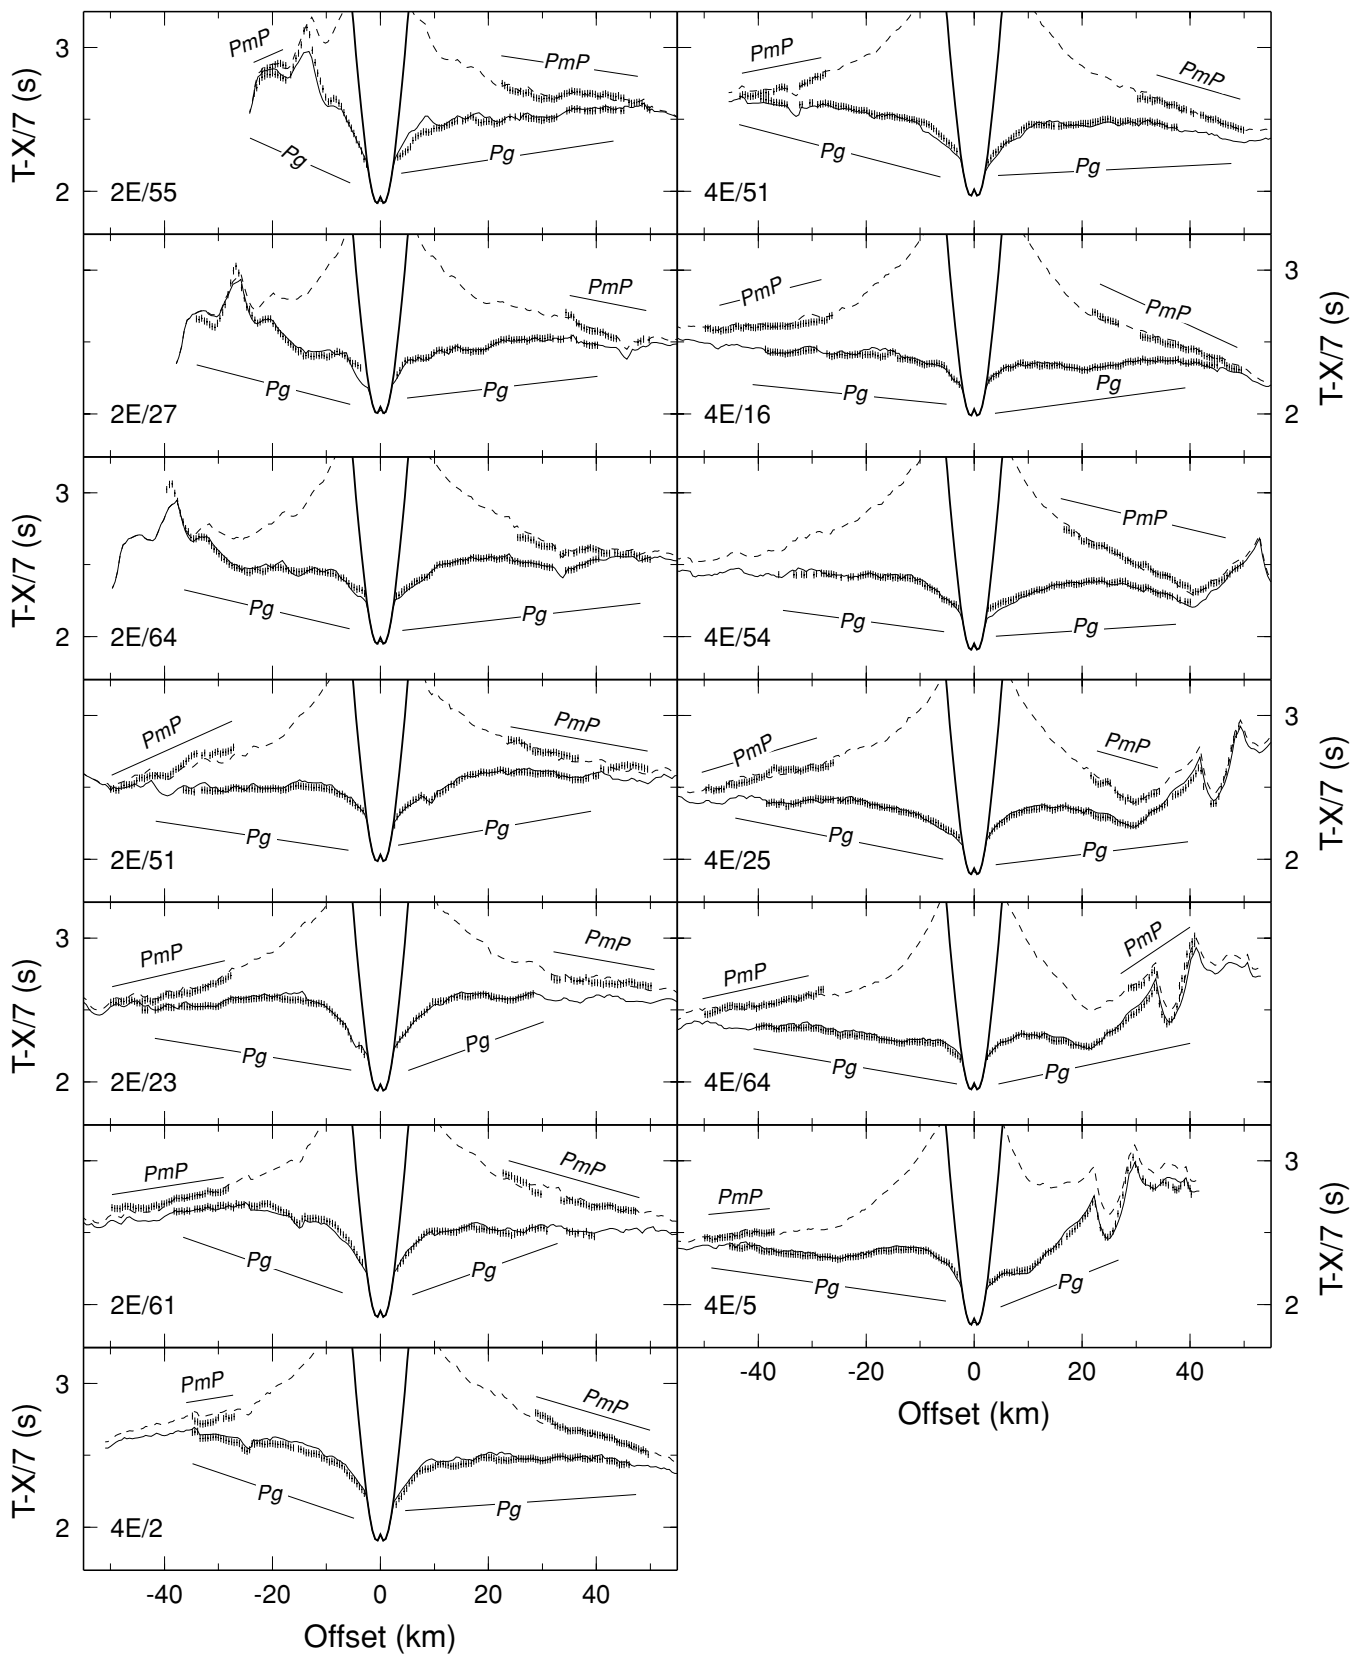 3
2
T-X/7 (s)
PmP
PmP
Pg
Pg
2E/55
PmP
PmP
Pg
Pg
4E/51
PmP
Pg
Pg
2E/27
PmP
PmP
Pg
Pg
4E/16
3
2
T-X/7 (s)
3
2
T-X/7 (s)
Pg
Pg
2E/64
PmP
Pg
Pg
4E/54
PmP
PmP
Pg
Pg
2E/51
PmP
PmP
Pg
Pg
4E/25
3
2
T-X/7 (s)
3
2
T-X/7 (s)
PmP
PmP
Pg
Pg
2E/23
PmP
PmP
Pg
Pg
4E/64
PmP
PmP
Pg
Pg
2E/61
PmP
Pg
Pg
4E/5
3
2
T-X/7 (s)
-40 -20 0 20 40
Offset (km)
3
2
T-X/7 (s)
PmP
PmP
Pg
Pg
4E/2
-40 -20 0 20 40
Offset (km)